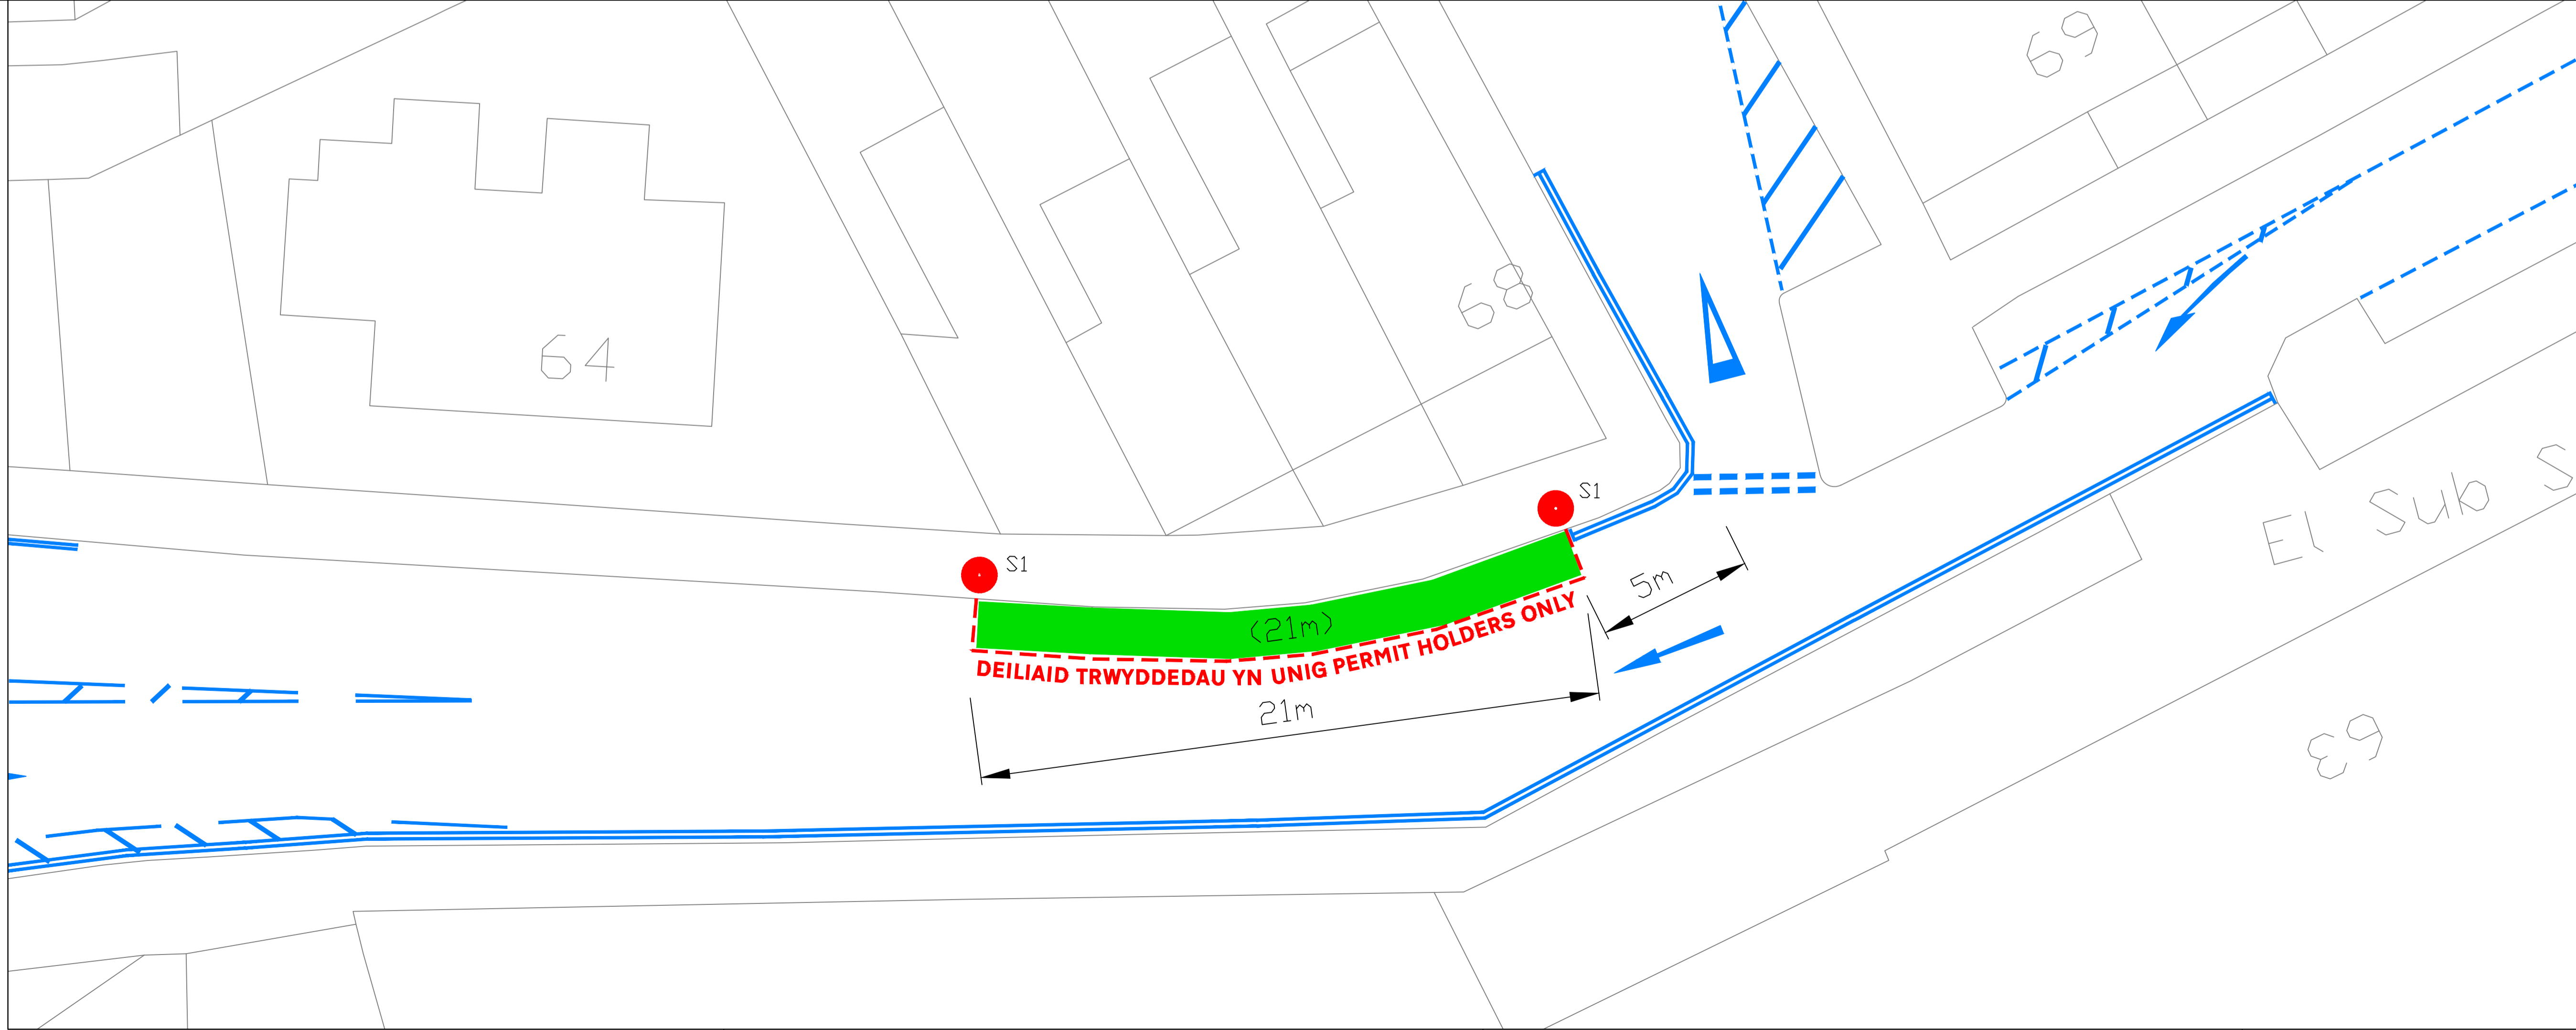 69
64
68
S1
El Sub S
S1
5m
(21m)
DEILIAID TRWYDDEDAU YN UNIG PERMIT HOLDERS ONLY
21m
89